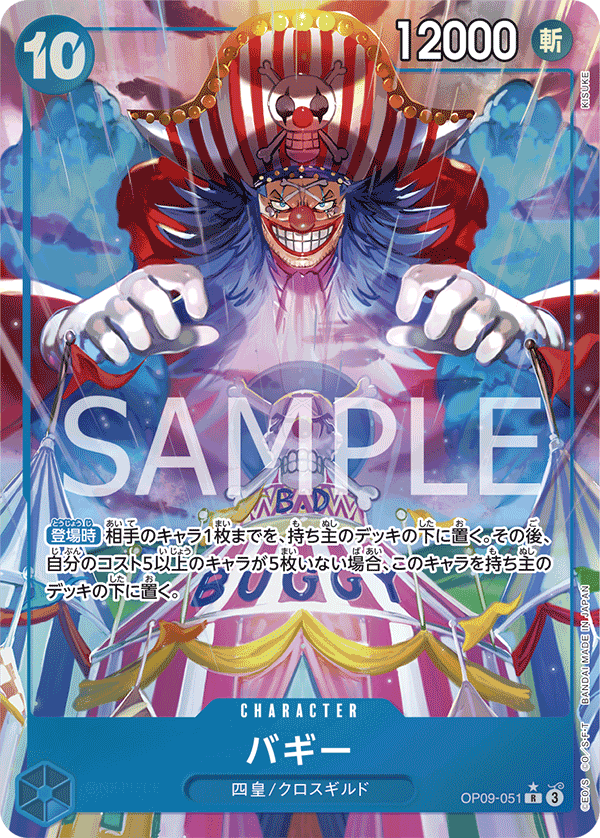 10
12000 斬
KISUKE
SAMPLE
BAD
BUGGY
登場時 相手のキャラ1枚までを、持ち主のデッキの下に置く。その後、
自分のコスト5以上のキャラが5枚いない場合、このキャラを持ち主の
デッキの下に置く。
CHARACTER
バギー
四皇/クロスギルド
OP09-051 R 3
©E.O/S. ©O./S.F.T BANDAI MADE IN JAPAN